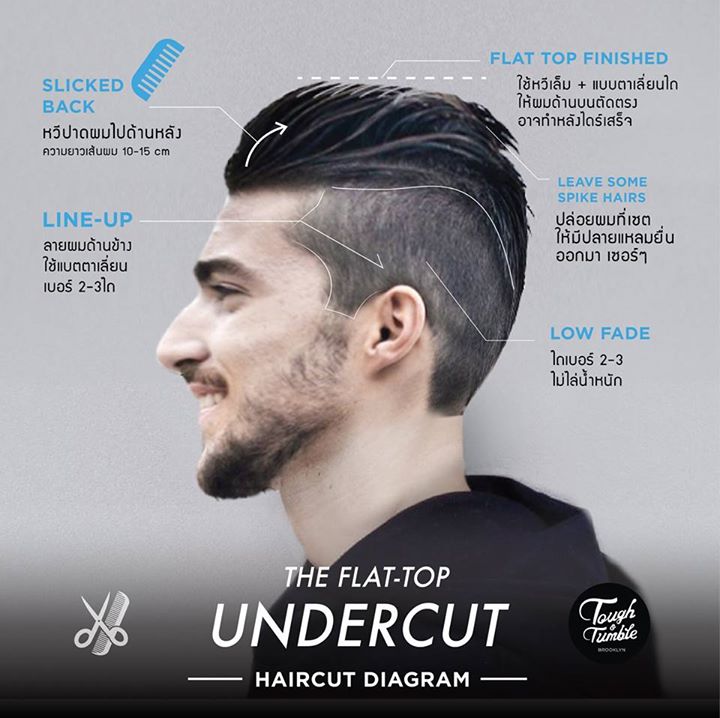 SLICKED
BACK
หวีปาดผมไปด้านหลัง
ความยาวเส้นผม 10-15 cm
FLAT TOP FINISHED
ใช้หวีเล็ม + แบบตาเลี่ยนไถ
ให้ผมด้านบนตัดตรง
อาจทำหลังไดร์เสร็จ
LEAVE SOME
SPIKE HAIRS
ปล่อยผมที่เซต
ให้มีปลายแหลมยื่น
ออกมา เซอร์ๆ
LINE-UP
ลายผมด้านข้าง
ใช้แบตตาเลี่ยน
เบอร์ 2-3ไถ
LOW FADE
ไถเบอร์ 2-3
ไม่ไล่น้ำหนัก
THE FLAT-TOP
UNDERCUT
HAIRCUT DIAGRAM
Tough
&
Tumble
BROOKLYN